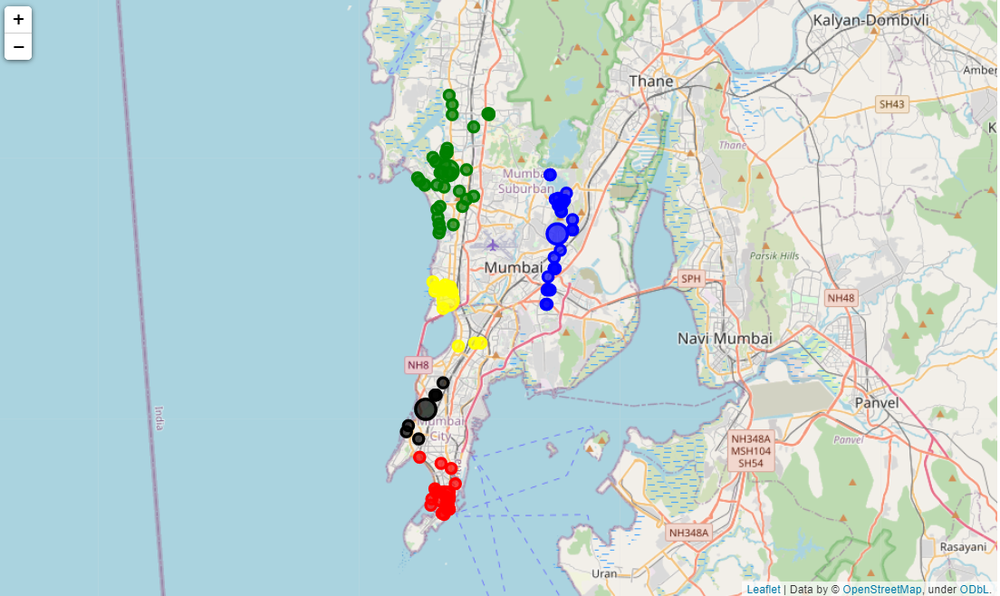 +
−
Kalyan-Dombivli
Thane
Amber
SH43
K
Thane
Mumba
Suburban
Parsik Hills
Mumbai
SPH
NH48
Navi Mumbai
NH8
Panvel
India
Mumbai
City
Panvel
NH348A
MSH104
SH54
NH348A
Rasayani
Uran
Leaflet | Data by © OpenStreetMap, under ODbL.